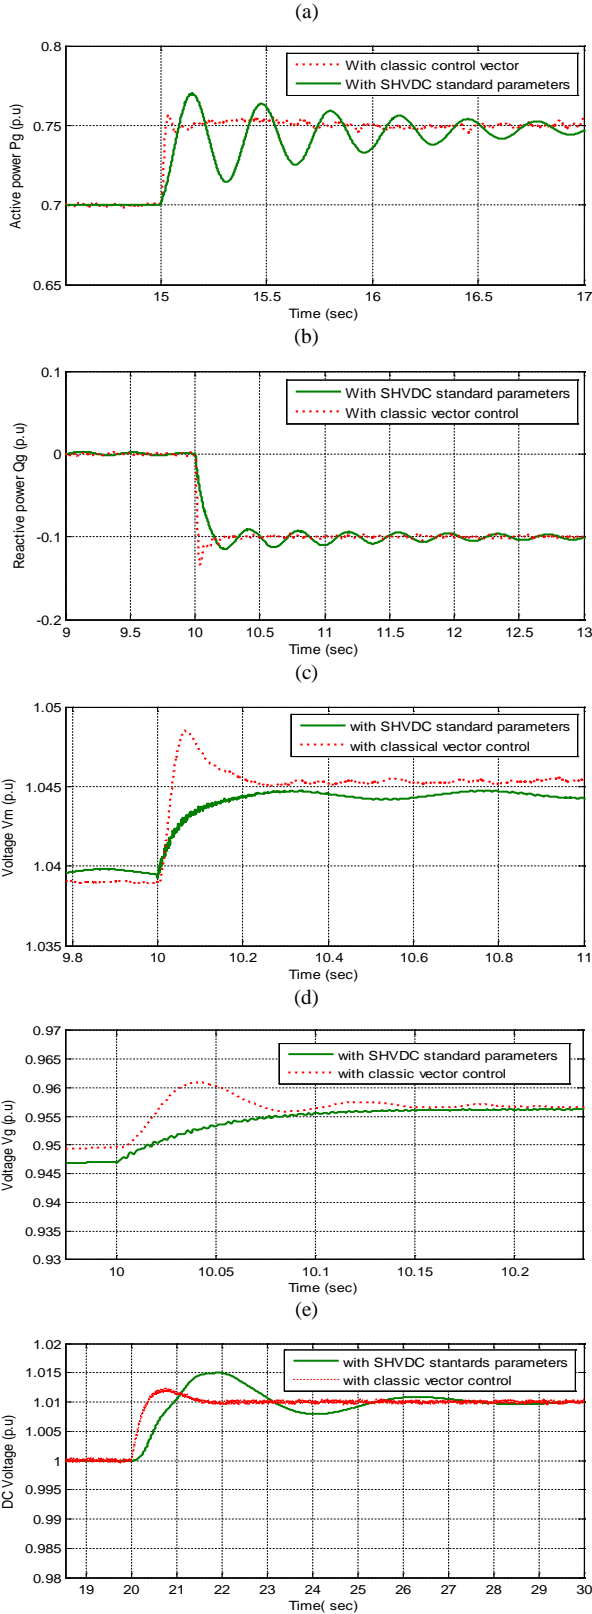 (a)
0.8
With classic control vector
With SHVDC standard parameters
0.75
0.7
0.65
Active power Pg (p.u)
15 15.5 16 16.5 17
Time (sec)
(b)
0.1
With SHVDC standard parameters
With classic vector control
0
-0.1
-0.2
Reactive power Qg (p.u)
9 9.5 10 10.5 11 11.5 12 12.5 13
Time (sec)
(c)
1.05
with SHVDC standard parameters
with classical vector control
1.045
1.04
1.035
Voltage Vm (p.u)
9.8 10 10.2 10.4 10.6 10.8 11
Time (sec)
(d)
0.97
0.965
with SHVDC standard parameters
with classic vector control
0.96
0.955
0.95
0.945
0.94
0.935
0.93
Voltage Vg (p.u)
10 10.05 10.1 10.15 10.2
Time (sec)
(e)
1.02
with SHVDC stantards parameters
1.015
with classic vector control
1.01
1.005
1
0.995
0.99
0.985
0.98
DC Voltage (p.u)
19 20 21 22 23 24 25 26 27 28 29 30
Time( sec)